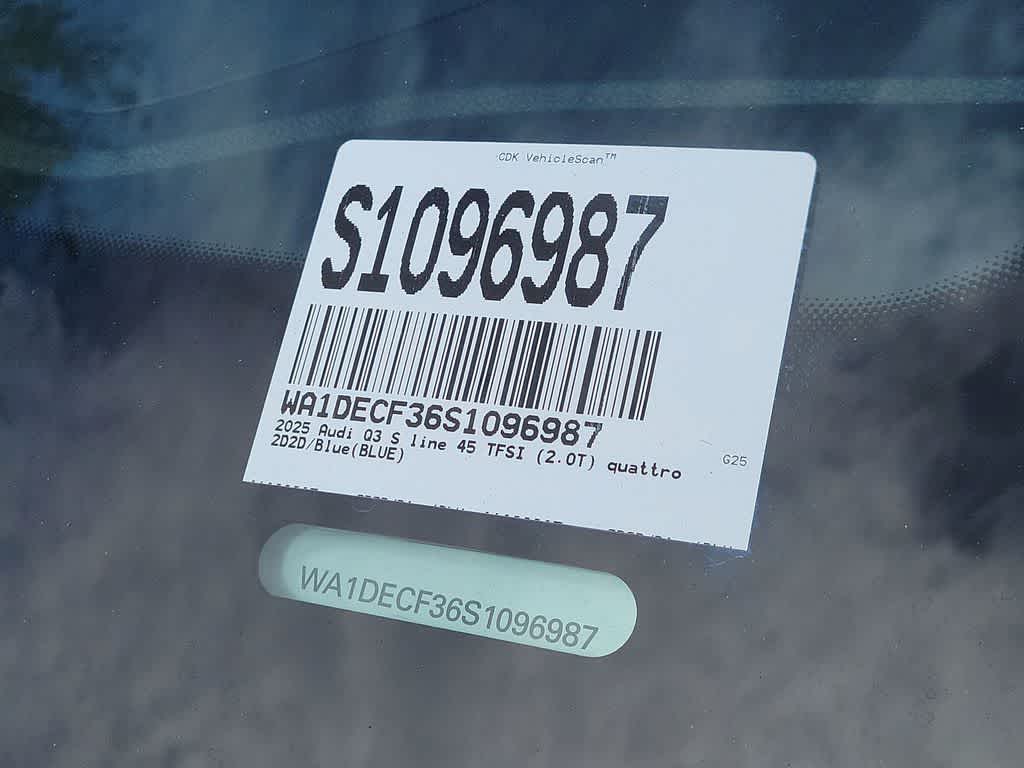 CDK VehicleScan™
S1096987
WA1DECF36S1096987
2025 Audi Q3 S line 45 TFSI (2.0T) quattro
2D2D/Blue(BLUE)
G25
WA1DECF36S1096987